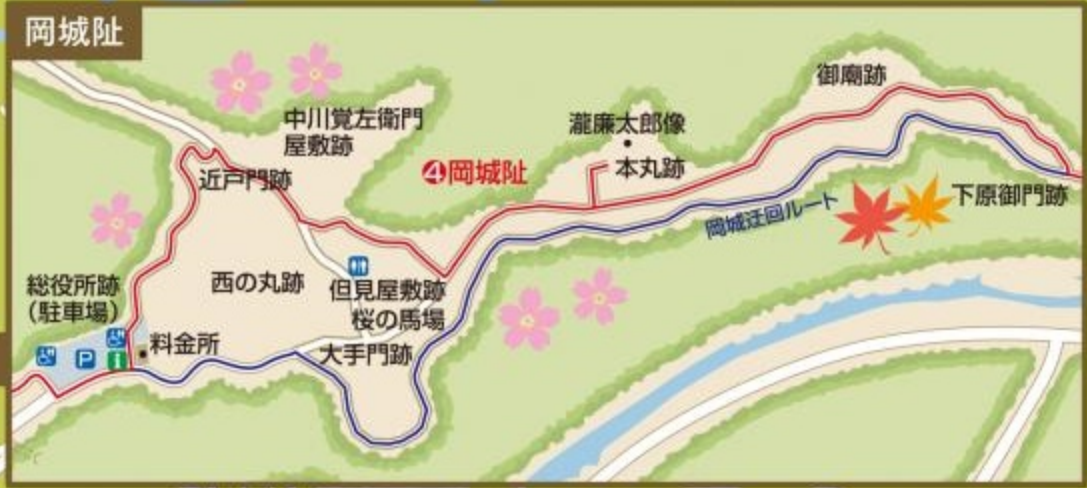 岡城阯
中川覚左衛門
屋敷跡
近戸門跡
❹岡城阯
瀧廉太郎像
本丸跡
御廟跡
下原御門跡
岡城迂回ルート
総役所跡
(駐車場)
P
i
料金所
西の丸跡
但見屋敷跡
桜の馬場
大手門跡